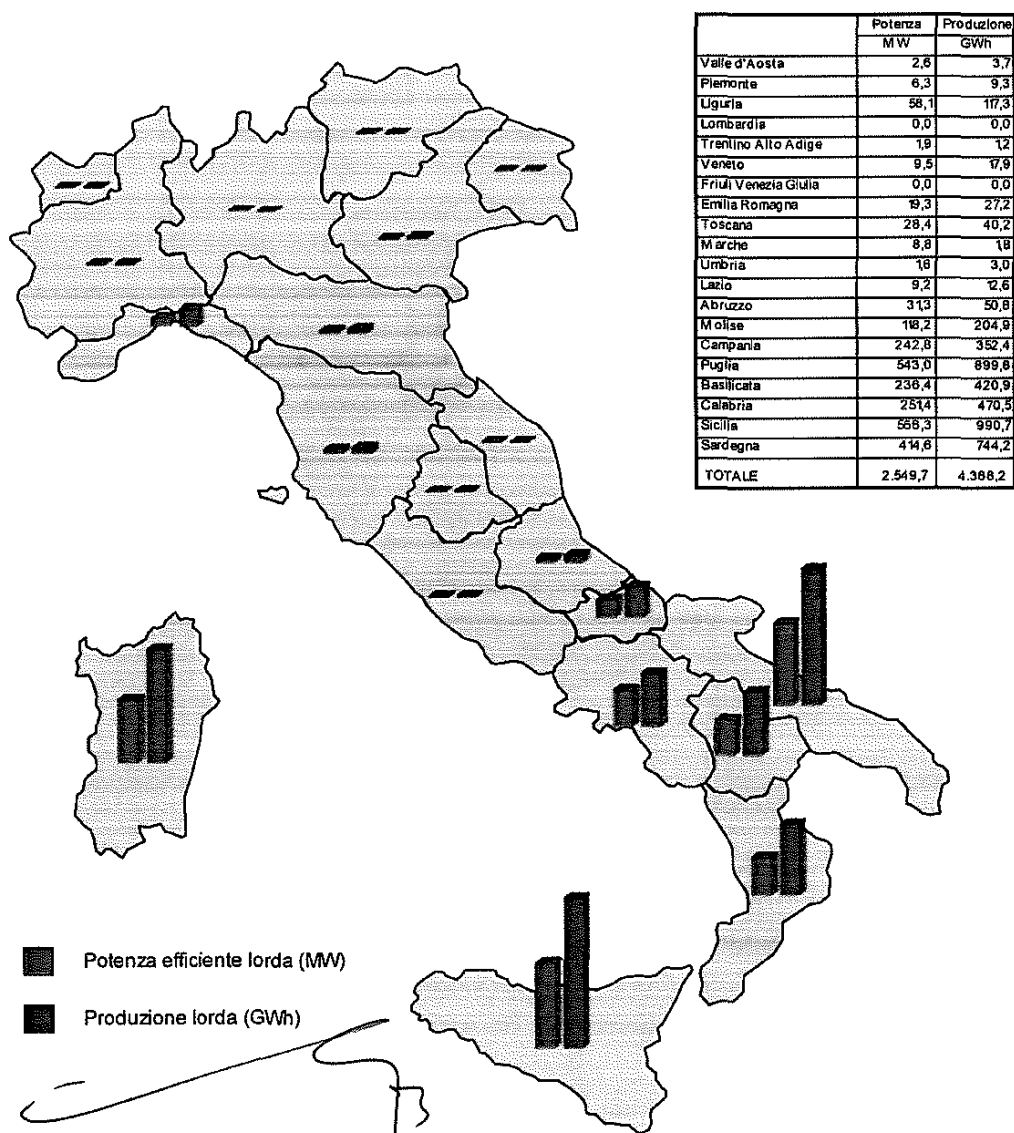 Potenza Produzione
MW GWh
Valle d'Aosta 2,6 3,7
Piemonte 6,3 9,3
Liguria 58,1 117,3
Lombardia 0,0 0,0
Trentino Alto Adige 1,9 1,2
Veneto 9,5 17,9
Friuli Venezia Giulia 0,0 0,0
Emilia Romagna 19,3 27,2
Toscana 28,4 40,2
Marche 8,8 1,8
Umbria 1,6 3,0
Lazio 9,2 12,6
Abruzzo 31,3 50,8
Molise 118,2 204,9
Campania 242,8 352,4
Puglia 543,0 899,6
Basilicata 236,4 420,9
Calabria 251,4 470,5
Sicilia 566,3 990,7
Sardegna 414,6 744,2
TOTALE 2.549,7 4.368,2
Potenza efficiente lorda (MW)
Produzione lorda (GWh)